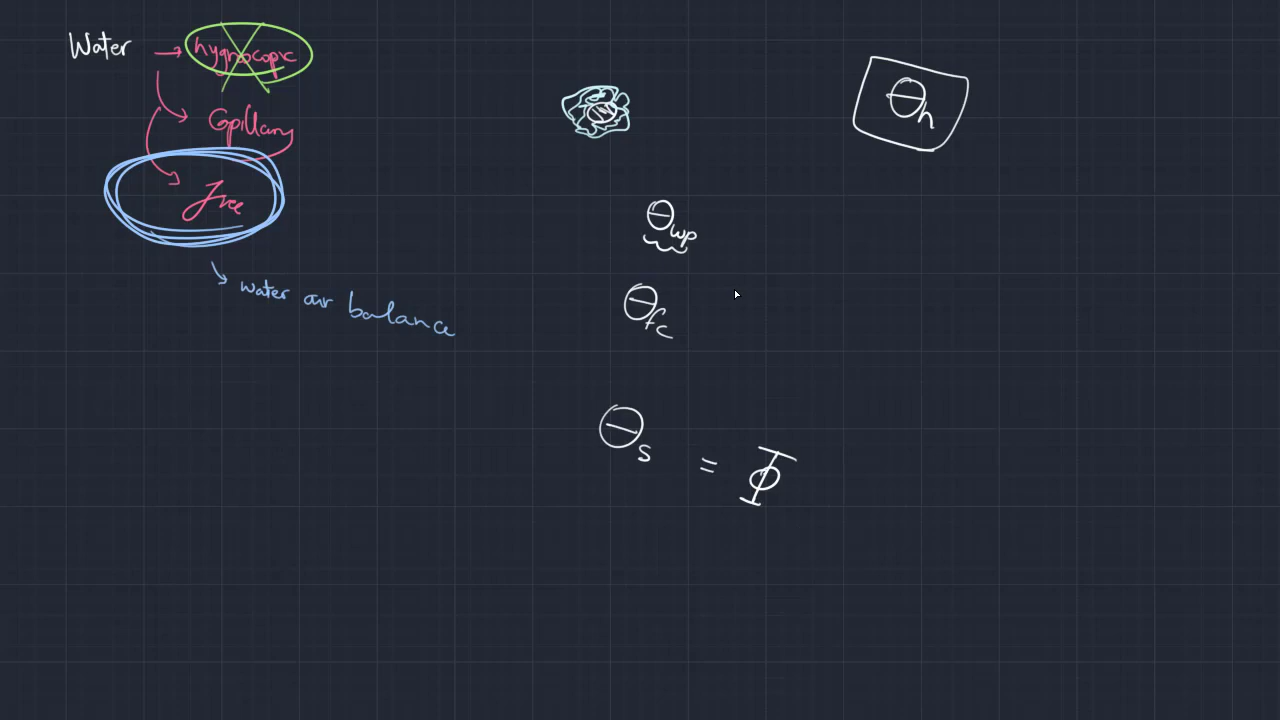 Water → hygroscopic
Capillary
Free
↘ water air balance
θh
θwp
θfc
θs = Φ